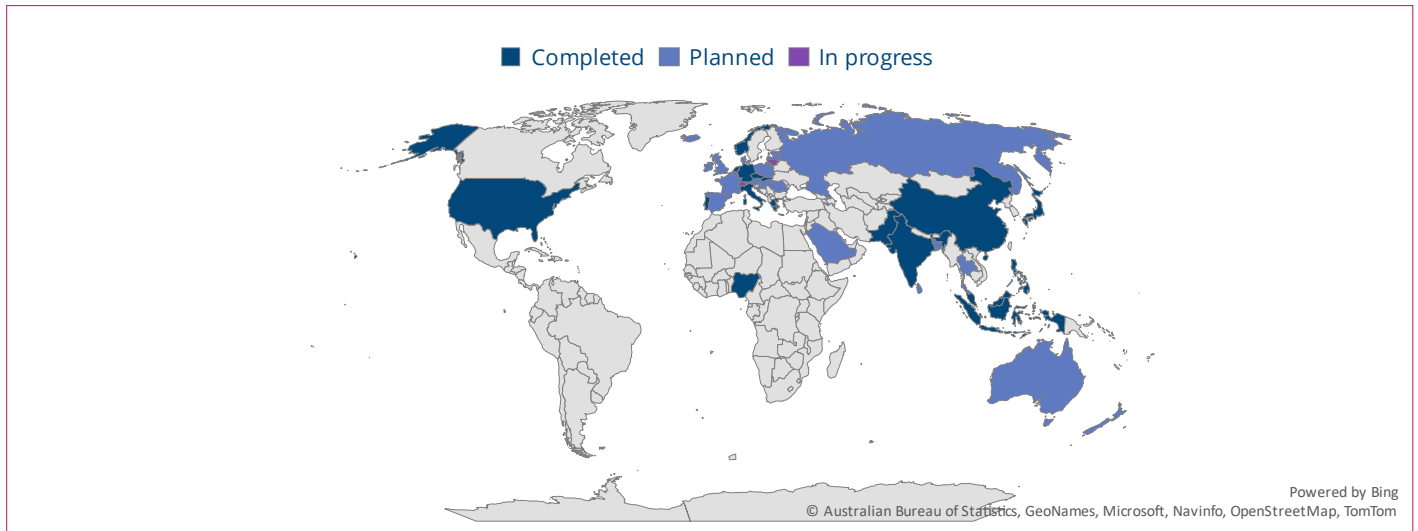 Completed Planned In progress
Powered by Bing
© Australian Bureau of Statistics, GeoNames, Microsoft, Navinfo, OpenStreetMap, TomTom